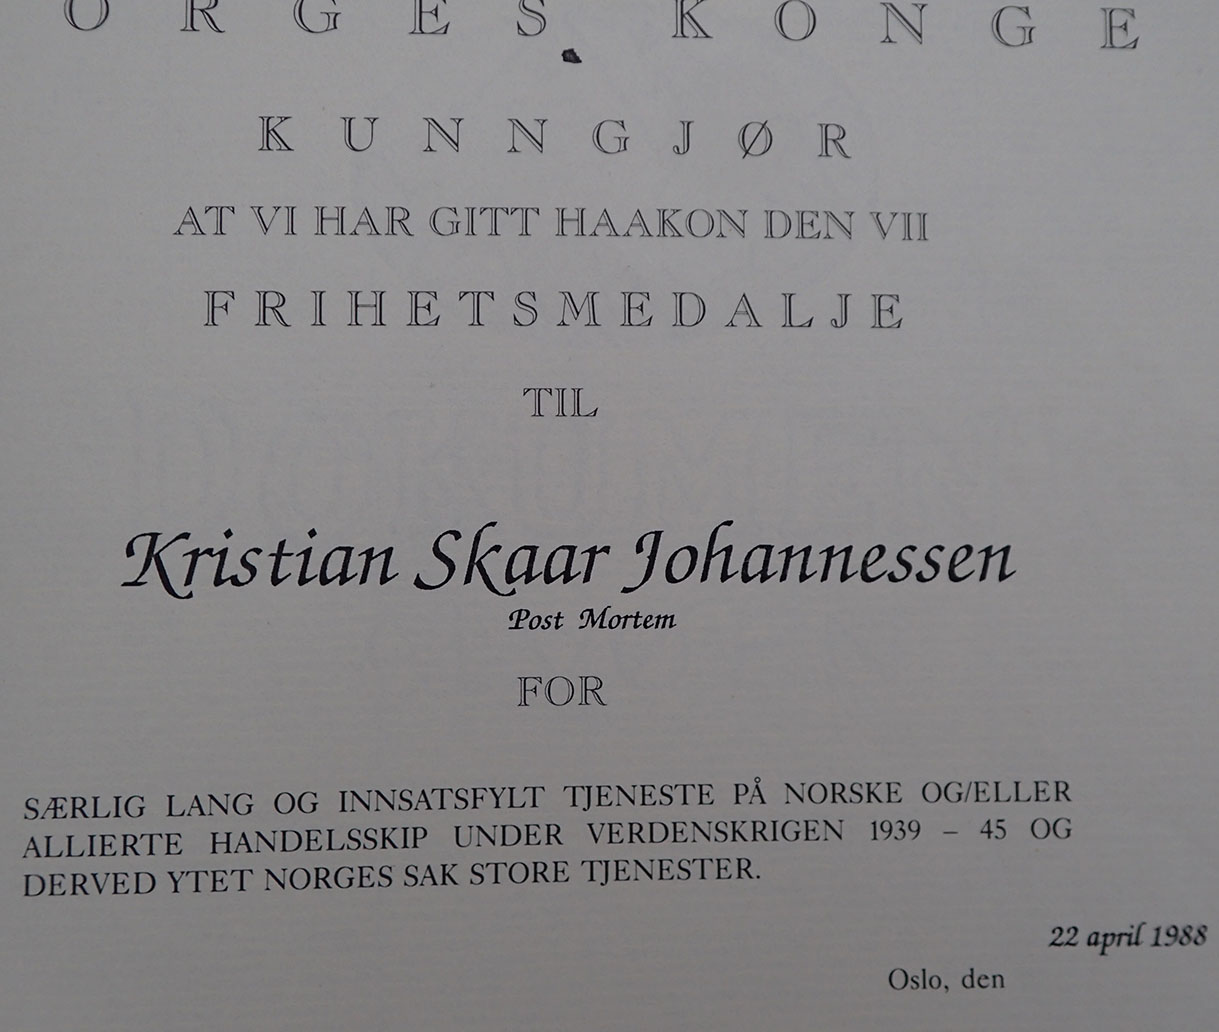 ORGES KONGE
KUNNGJØR
AT VI HAR GITT HAAKON DEN VII
FRIHETSMEDALJE
TIL
Kristian Skaar Johannessen
Post Mortem
FOR
SÆRLIG LANG OG INNSATSFYLT TJENESTE PÅ NORSKE OG/ELLER
ALLIERTE HANDELSSKIP UNDER VERDENSKRIGEN 1939 – 45 OG
DERVED YTET NORGES SAK STORE TJENESTER.
22 april 1988
Oslo, den